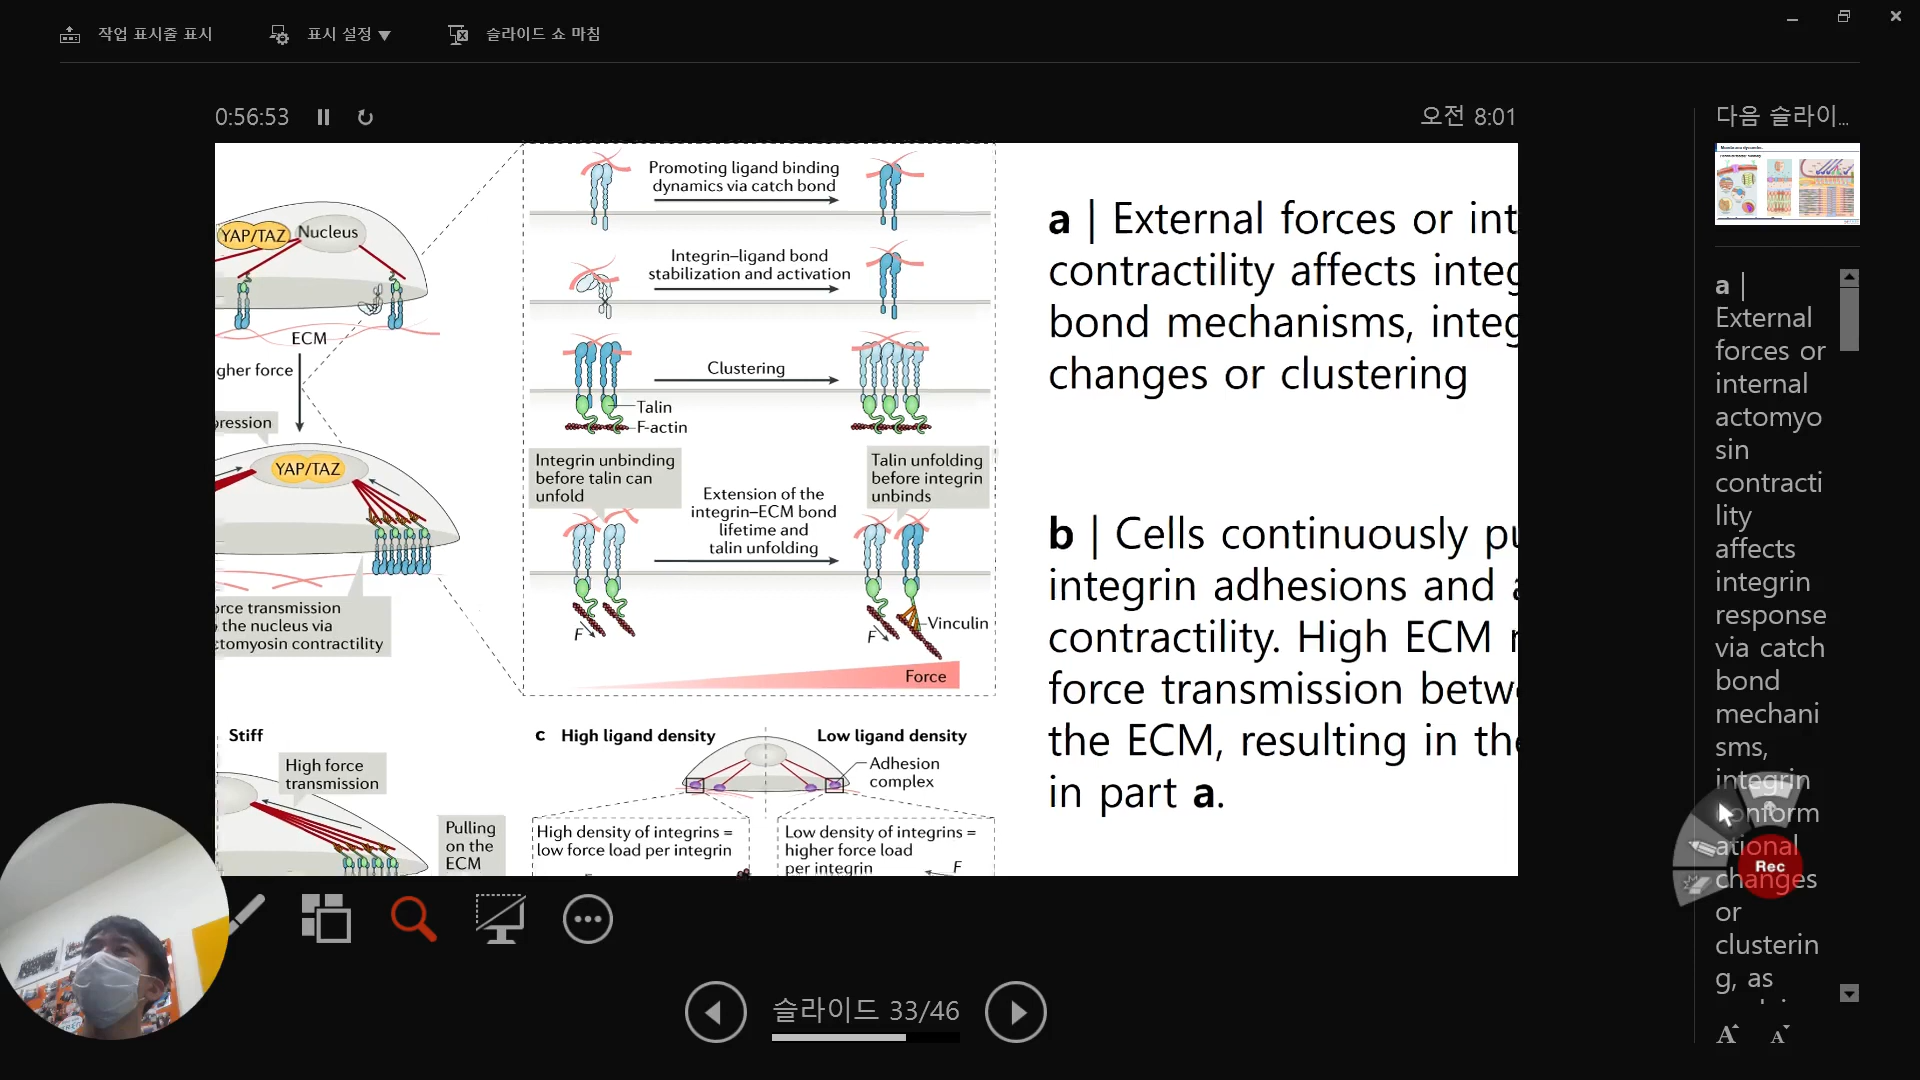 작업 표시줄 표시
표시 설정 ▼
슬라이드 쇼 마침
0:56:53
오전 8:01
다음 슬라이...
YAP/TAZ
Nucleus
ECM
gher force
pression
YAP/TAZ
orce transmission
the nucleus via
ctomyosin contractility
Promoting ligand binding
dynamics via catch bond
Integrin–ligand bond
stabilization and activation
Clustering
Talin
F-actin
Integrin unbinding
before talin can
unfold
Extension of the
integrin–ECM bond
lifetime and
talin unfolding
Talin unfolding
before integrin
unbinds
F
F
Vinculin
Force
Stiff
High force
transmission
Pulling
on the
ECM
c High ligand density
Low ligand density
Adhesion
complex
High density of integrins =
low force load per integrin
Low density of integrins =
higher force load
per integrin
F
a | External forces or int
contractility affects integ
bond mechanisms, integ
changes or clustering
b | Cells continuously pu
integrin adhesions and a
contractility. High ECM r
force transmission betwe
the ECM, resulting in the
in part a.
a |
External
forces or
internal
actomyo
sin
contracti
lity
affects
integrin
response
via catch
bond
mechani
sms,
integrin
conform
ational
changes
or
clusterin
g, as
Rec
슬라이드 33/46
A A